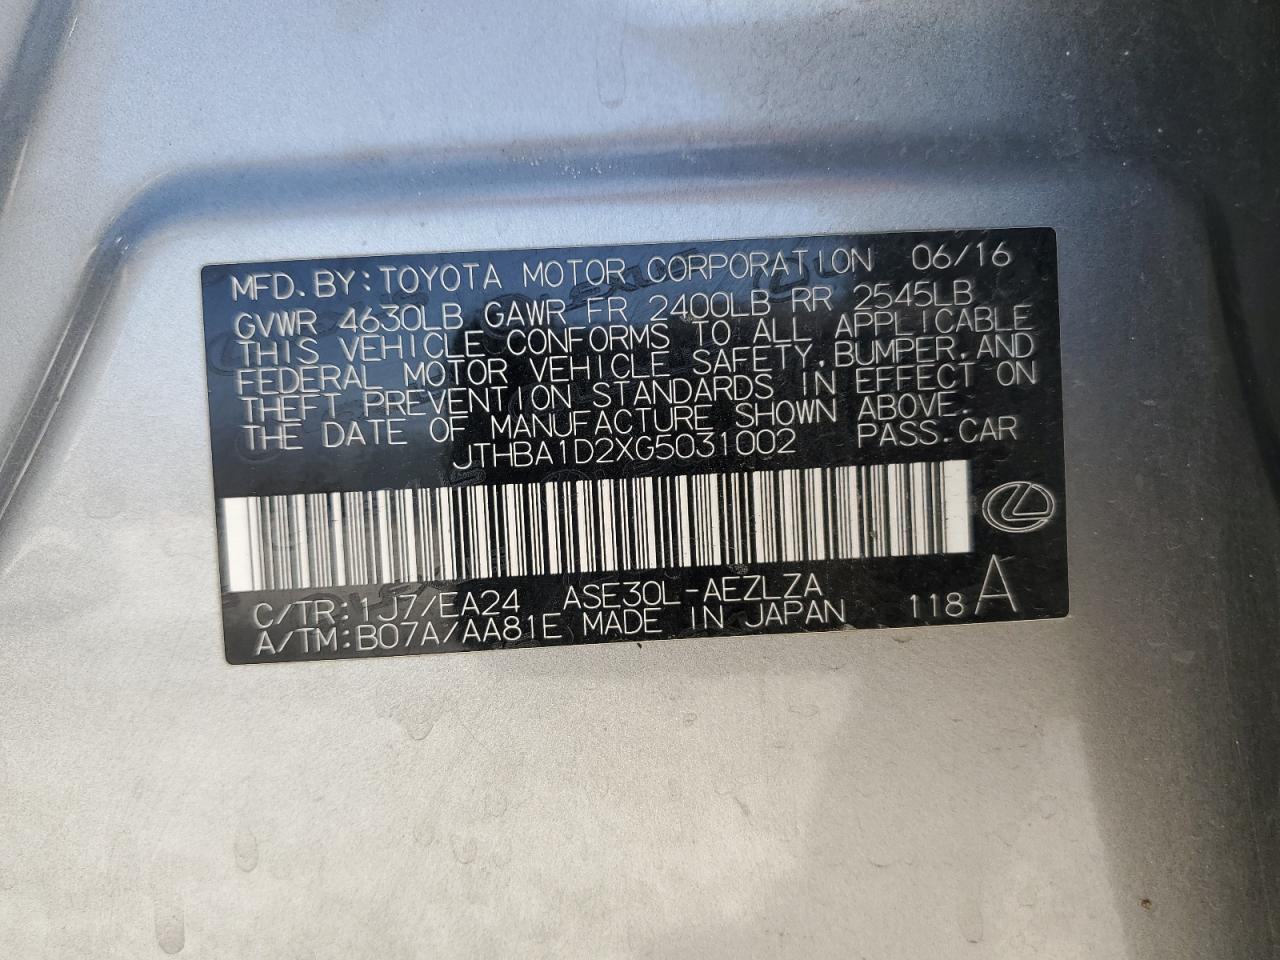 MFD. BY: TOYOTA MOTOR CORPORATION 06/16
GVWR 4630LB GAWR FR 2400LB RR 2545LB
THIS VEHICLE CONFORMS TO ALL APPLICABLE
FEDERAL MOTOR VEHICLE SAFETY, BUMPER, AND
THEFT PREVENTION STANDARDS IN EFFECT ON
THE DATE OF MANUFACTURE SHOWN ABOVE.
JTHBA1D2XG5031002 PASS. CAR
C/TR: 1J7/EA24 ASE30L-AEZLZA
A/TM: B07A/AA81E MADE IN JAPAN 118 A